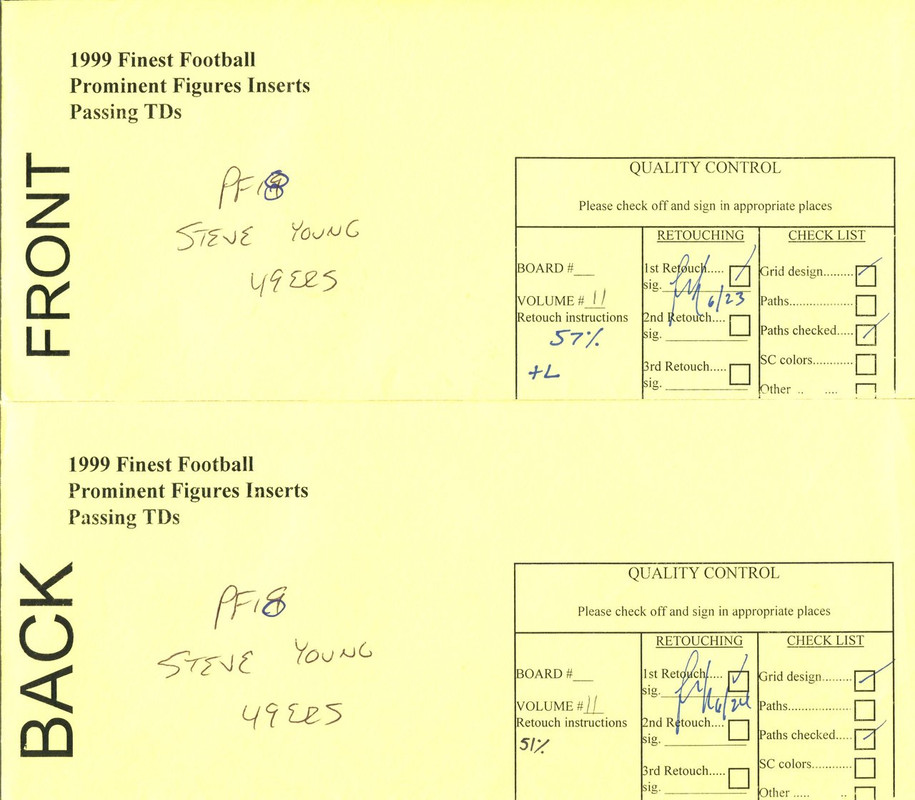 1999 Finest Football
Prominent Figures Inserts
Passing TDs
FRONT
PF18
STEVE YOUNG
49ERS
QUALITY CONTROL
Please check off and sign in appropriate places
RETOUCHING
CHECK LIST
BOARD #__
VOLUME # 11
Retouch instructions
57%
+L
1st Retouch.....
sig.
6/23
2nd Retouch....
sig.
3rd Retouch.....
sig.
Grid design.........
Paths...................
Paths checked.....
SC colors............
Other .. ....
1999 Finest Football
Prominent Figures Inserts
Passing TDs
BACK
PF18
STEVE YOUNG
49ERS
QUALITY CONTROL
Please check off and sign in appropriate places
RETOUCHING
CHECK LIST
BOARD #__
VOLUME # 11
Retouch instructions
51%
1st Retouch.....
sig.
6/24
2nd Retouch....
sig.
3rd Retouch.....
sig.
Grid design.........
Paths...................
Paths checked.....
SC colors............
Other ..... ..